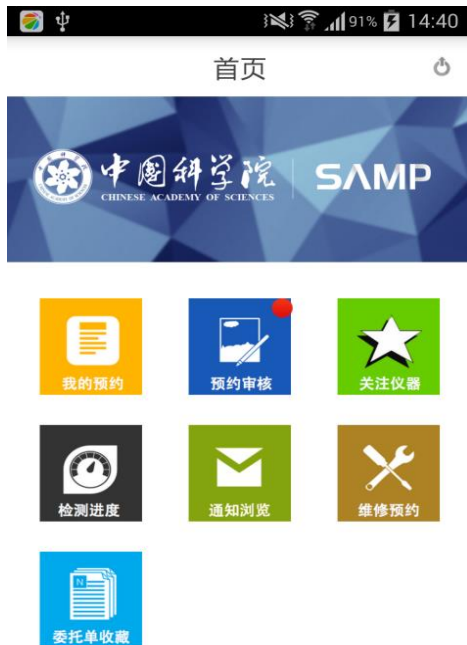 91% 14:40
首页
中国科学院 SAMP
CHINESE ACADEMY OF SCIENCES
我的预约 预约审核 关注仪器
检测进度 通知浏览 维修预约
N
委托单收藏